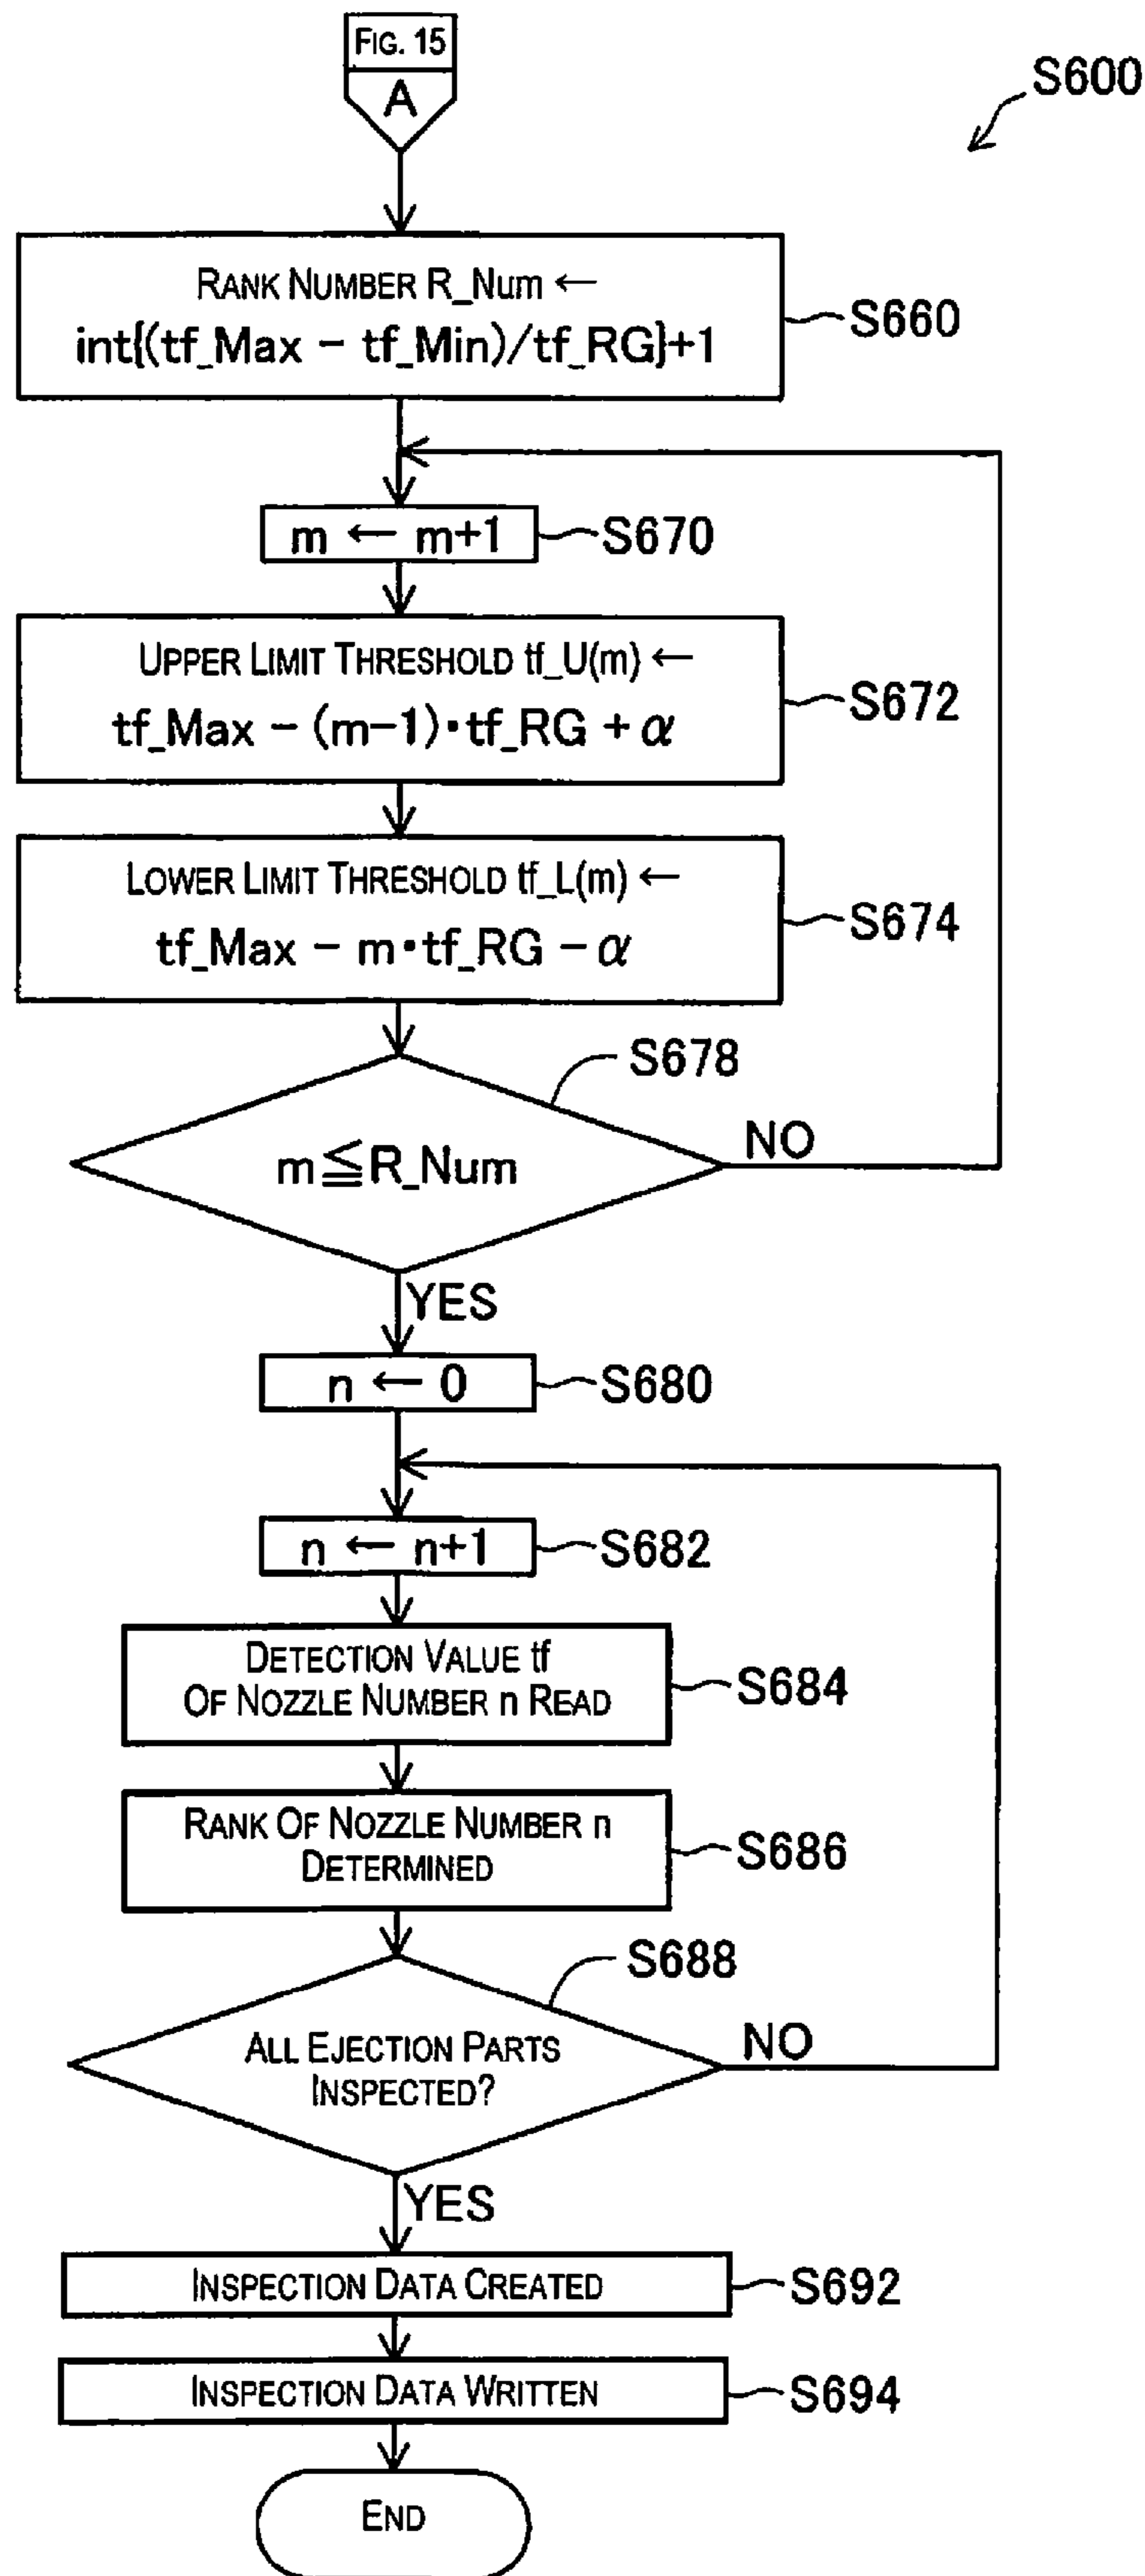 FIG. 15
A
S600
RANK NUMBER R_Num ←
int{(tf_Max - tf_Min)/tf_RG}+1
S660
m ← m+1
S670
UPPER LIMIT THRESHOLD tf_U(m) ←
tf_Max - (m-1)·tf_RG + α
S672
LOWER LIMIT THRESHOLD tf_L(m) ←
tf_Max - m·tf_RG - α
S674
S678
m≦R_Num
NO
YES
n ← 0
S680
n ← n+1
S682
DETECTION VALUE tf
OF NOZZLE NUMBER n READ
S684
RANK OF NOZZLE NUMBER n
DETERMINED
S686
S688
ALL EJECTION PARTS
INSPECTED?
NO
YES
INSPECTION DATA CREATED
S692
INSPECTION DATA WRITTEN
S694
END